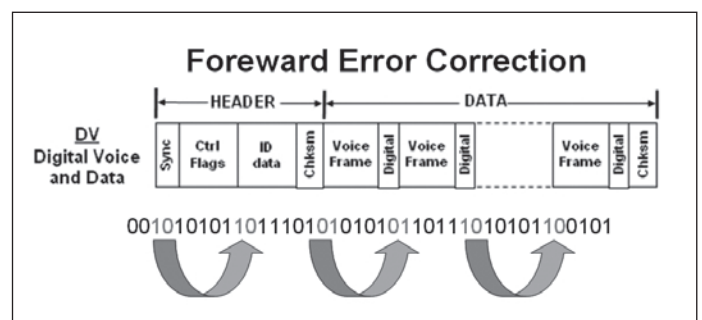 Foreward Error Correction
HEADER
DATA
DV
Digital Voice
and Data
Sync
Ctrl
Flags
ID
data
Chksm
Voice
Frame
Digital
Voice
Frame
Digital
Voice
Frame
Digital
Chksm
001010101101110101010101101110101010110010​1